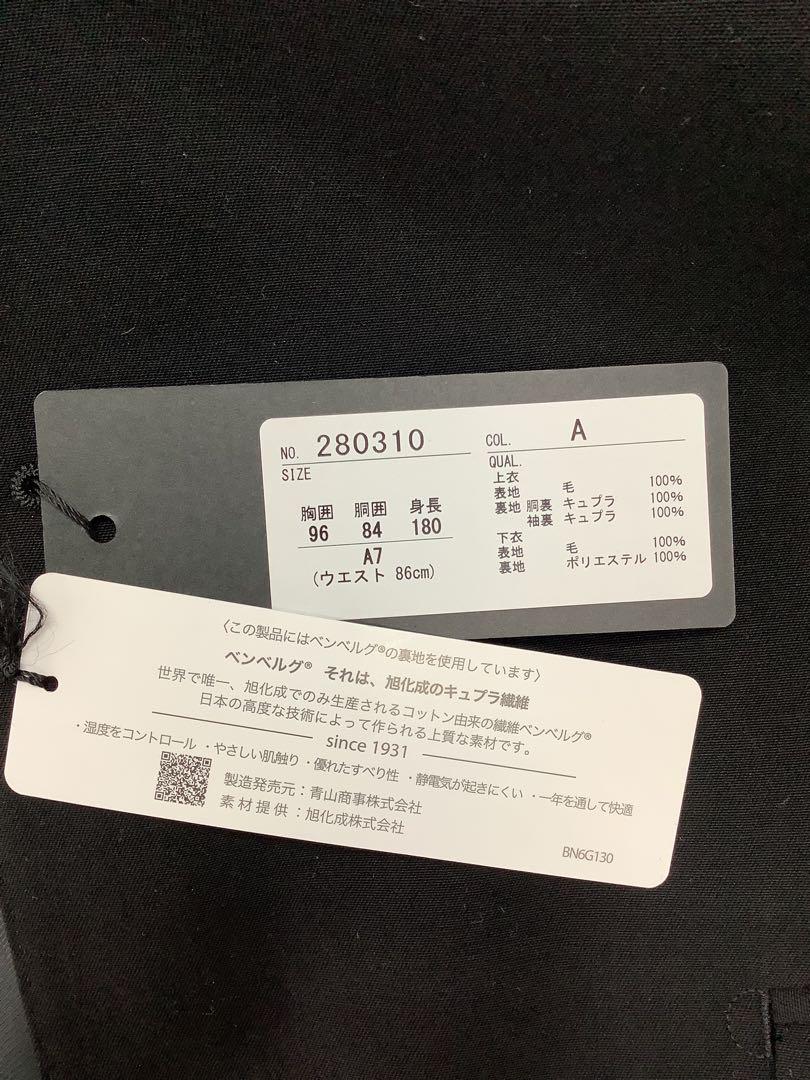 NO. 280310
SIZE
胸囲 胴囲 身長
96 84 180
A7
(ウエスト 86cm)
COL. A
QUAL.
上衣
表地 毛 100%
裏地 胴裏 キュプラ 100%
袖裏 キュプラ 100%
下衣
表地 毛 100%
裏地 ポリエステル 100%
〈この製品にはベンベルグ®の裏地を使用しています〉
ベンベルグ® それは、旭化成のキュプラ繊維
世界で唯一、旭化成でのみ生産されるコットン由来の繊維ベンベルグ®
日本の高度な技術によって作られる上質な素材です。
since 1931
・湿度をコントロール ・やさしい肌触り ・優れたすべり性 ・静電気が起きにくい ・一年を通して快適
製造発売元：青山商事株式会社
素材提供：旭化成株式会社
BN6G130